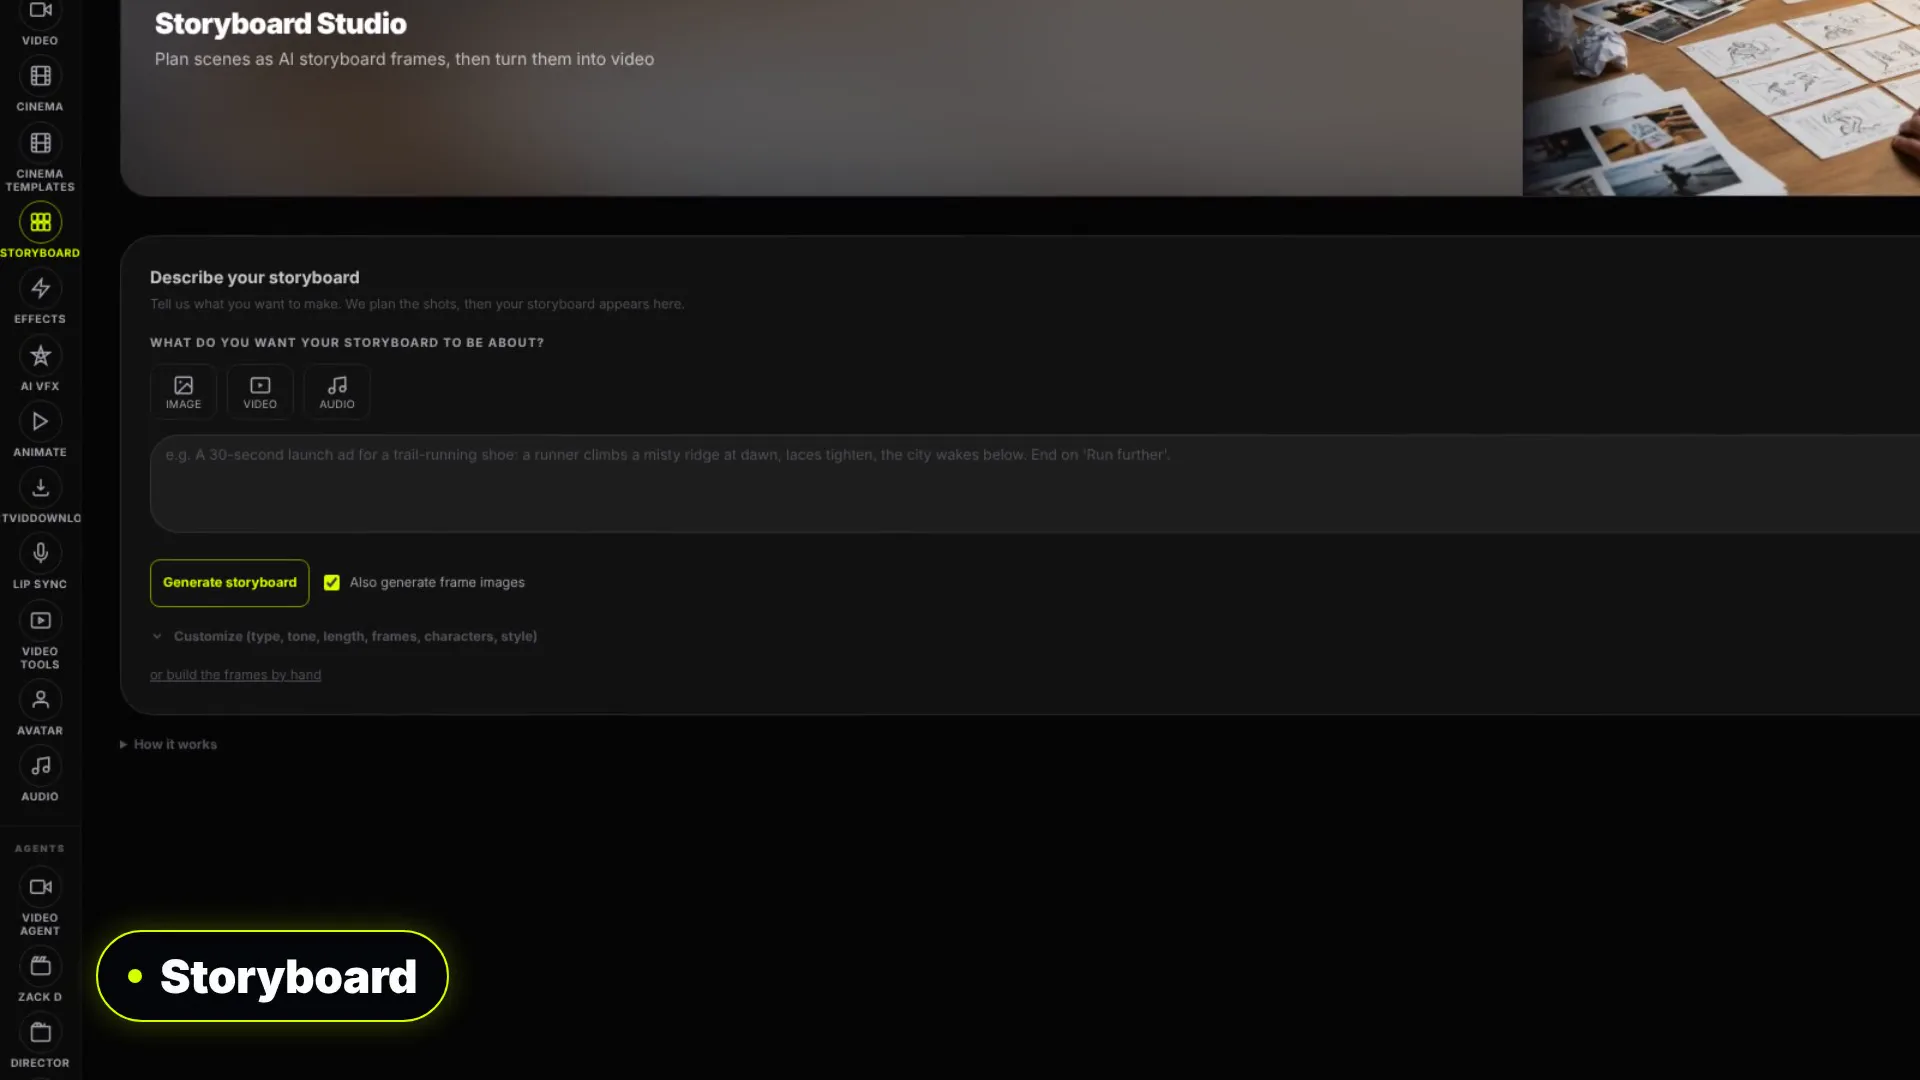 VIDEO
CINEMA
CINEMA
TEMPLATES
STORYBOARD
EFFECTS
AI VFX
ANIMATE
TVIDDOWNLO
LIP SYNC
VIDEO
TOOLS
AVATAR
AUDIO
AGENTS
VIDEO
AGENT
ZACK D
DIRECTOR
Storyboard Studio
Plan scenes as AI storyboard frames, then turn them into video
Describe your storyboard
Tell us what you want to make. We plan the shots, then your storyboard appears here.
WHAT DO YOU WANT YOUR STORYBOARD TO BE ABOUT?
IMAGE VIDEO AUDIO
e.g. A 30-second launch ad for a trail-running shoe: a runner climbs a misty ridge at dawn, laces tighten, the city wakes below. End on 'Run further'.
Generate storyboard Also generate frame images
Customize (type, tone, length, frames, characters, style)
or build the frames by hand
How it works
Storyboard